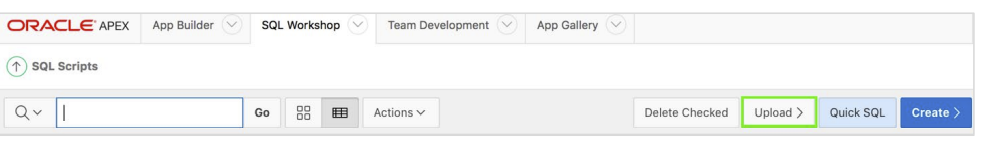 ORACLE APEX App Builder SQL Workshop Team Development App Gallery
SQL Scripts
Go Actions Delete Checked Upload > Quick SQL Create >